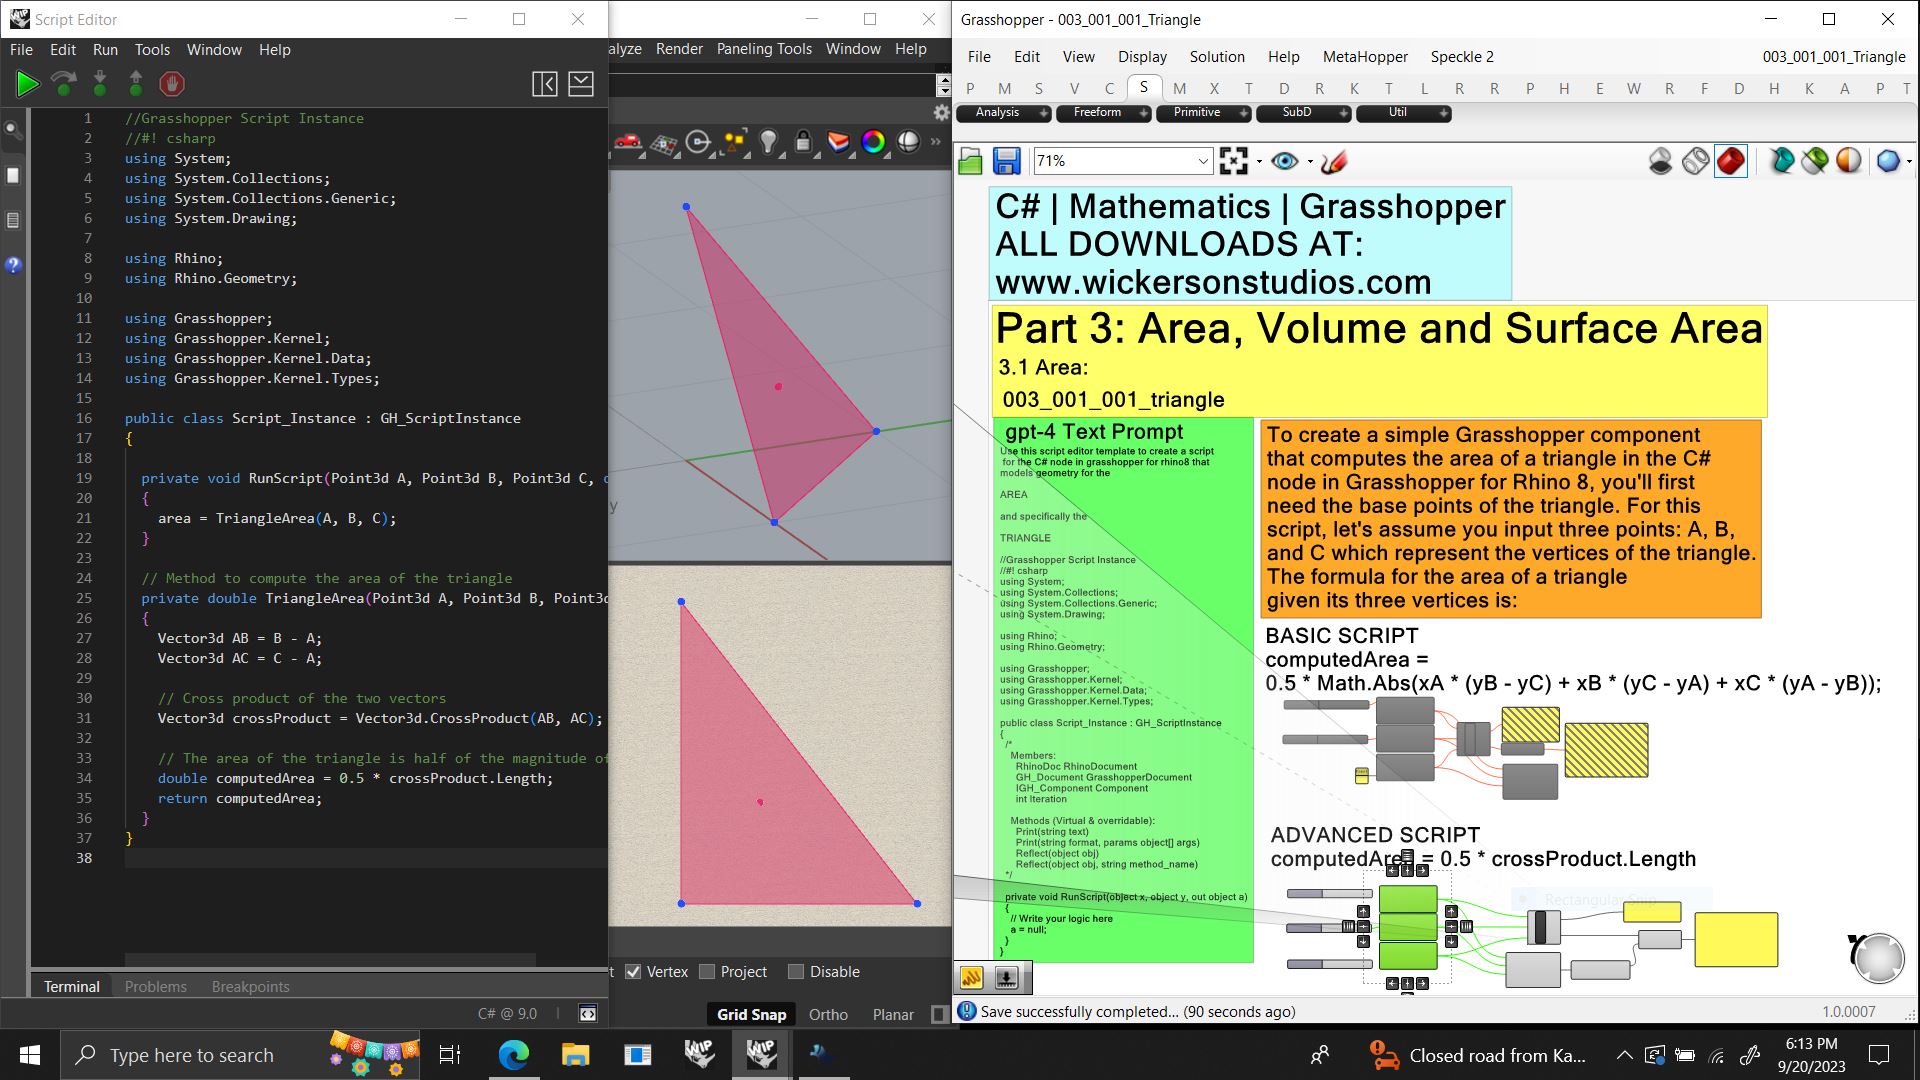 Script Editor
File Edit Run Tools Window Help
1 //Grasshopper Script Instance
2 //#! csharp
3 using System;
4 using System.Collections;
5 using System.Collections.Generic;
6 using System.Drawing;
7
8 using Rhino;
9 using Rhino.Geometry;
10
11 using Grasshopper;
12 using Grasshopper.Kernel;
13 using Grasshopper.Kernel.Data;
14 using Grasshopper.Kernel.Types;
15
16 public class Script_Instance : GH_ScriptInstance
17 {
18
19 private void RunScript(Point3d A, Point3d B, Point3d C,
20 {
21 area = TriangleArea(A, B, C);
22 }
23
24 // Method to compute the area of the triangle
25 private double TriangleArea(Point3d A, Point3d B, Point3d
26 {
27 Vector3d AB = B - A;
28 Vector3d AC = C - A;
29
30 // Cross product of the two vectors
31 Vector3d crossProduct = Vector3d.CrossProduct(AB, AC);
32
33 // The area of the triangle is half of the magnitude of
34 double computedArea = 0.5 * crossProduct.Length;
35 return computedArea;
36 }
37 }
38
Terminal Problems Breakpoints
C# @ 9.0
alyze Render Paneling Tools Window Help
y
t Vertex Project Disable
Grid Snap Ortho Planar
Grasshopper - 003_001_001_Triangle
File Edit View Display Solution Help MetaHopper Speckle 2 003_001_001_Triangle
P M S V C S M X T D R K T L R R P H E W R F D H K A P T
Analysis Freeform Primitive SubD Util
71%
C# | Mathematics | Grasshopper
ALL DOWNLOADS AT:
www.wickersonstudios.com
Part 3: Area, Volume and Surface Area
3.1 Area:
003_001_001_triangle
gpt-4 Text Prompt
Use this script editor template to create a script
for the C# node in grasshopper for rhino8 that
models geometry for the
AREA
and specifically the
TRIANGLE
//Grasshopper Script Instance
//#! csharp
using System;
using System.Collections;
using System.Collections.Generic;
using System.Drawing;
using Rhino;
using Rhino.Geometry;
using Grasshopper;
using Grasshopper.Kernel;
using Grasshopper.Kernel.Data;
using Grasshopper.Kernel.Types;
public class Script_Instance : GH_ScriptInstance
{
/*
Members:
RhinoDoc RhinoDocument
GH_Document GrasshopperDocument
IGH_Component Component
int Iteration
Methods (Virtual & overridable):
Print(string text)
Print(string format, params object[] args)
Reflect(object obj)
Reflect(object obj, string method_name)
*/
private void RunScript(object x, object y, out object a)
{
// Write your logic here
a = null;
}
}
To create a simple Grasshopper component
that computes the area of a triangle in the C#
node in Grasshopper for Rhino 8, you'll first
need the base points of the triangle. For this
script, let's assume you input three points: A, B,
and C which represent the vertices of the triangle.
The formula for the area of a triangle
given its three vertices is:
BASIC SCRIPT
computedArea =
0.5 * Math.Abs(xA * (yB - yC) + xB * (yC - yA) + xC * (yA - yB));
ADVANCED SCRIPT
computedArea = 0.5 * crossProduct.Length
Rectangular Snip
Save successfully completed... (90 seconds ago)
1.0.0007
Type here to search
WIP
WIP
Closed road from Ka...
6:13 PM
9/20/2023